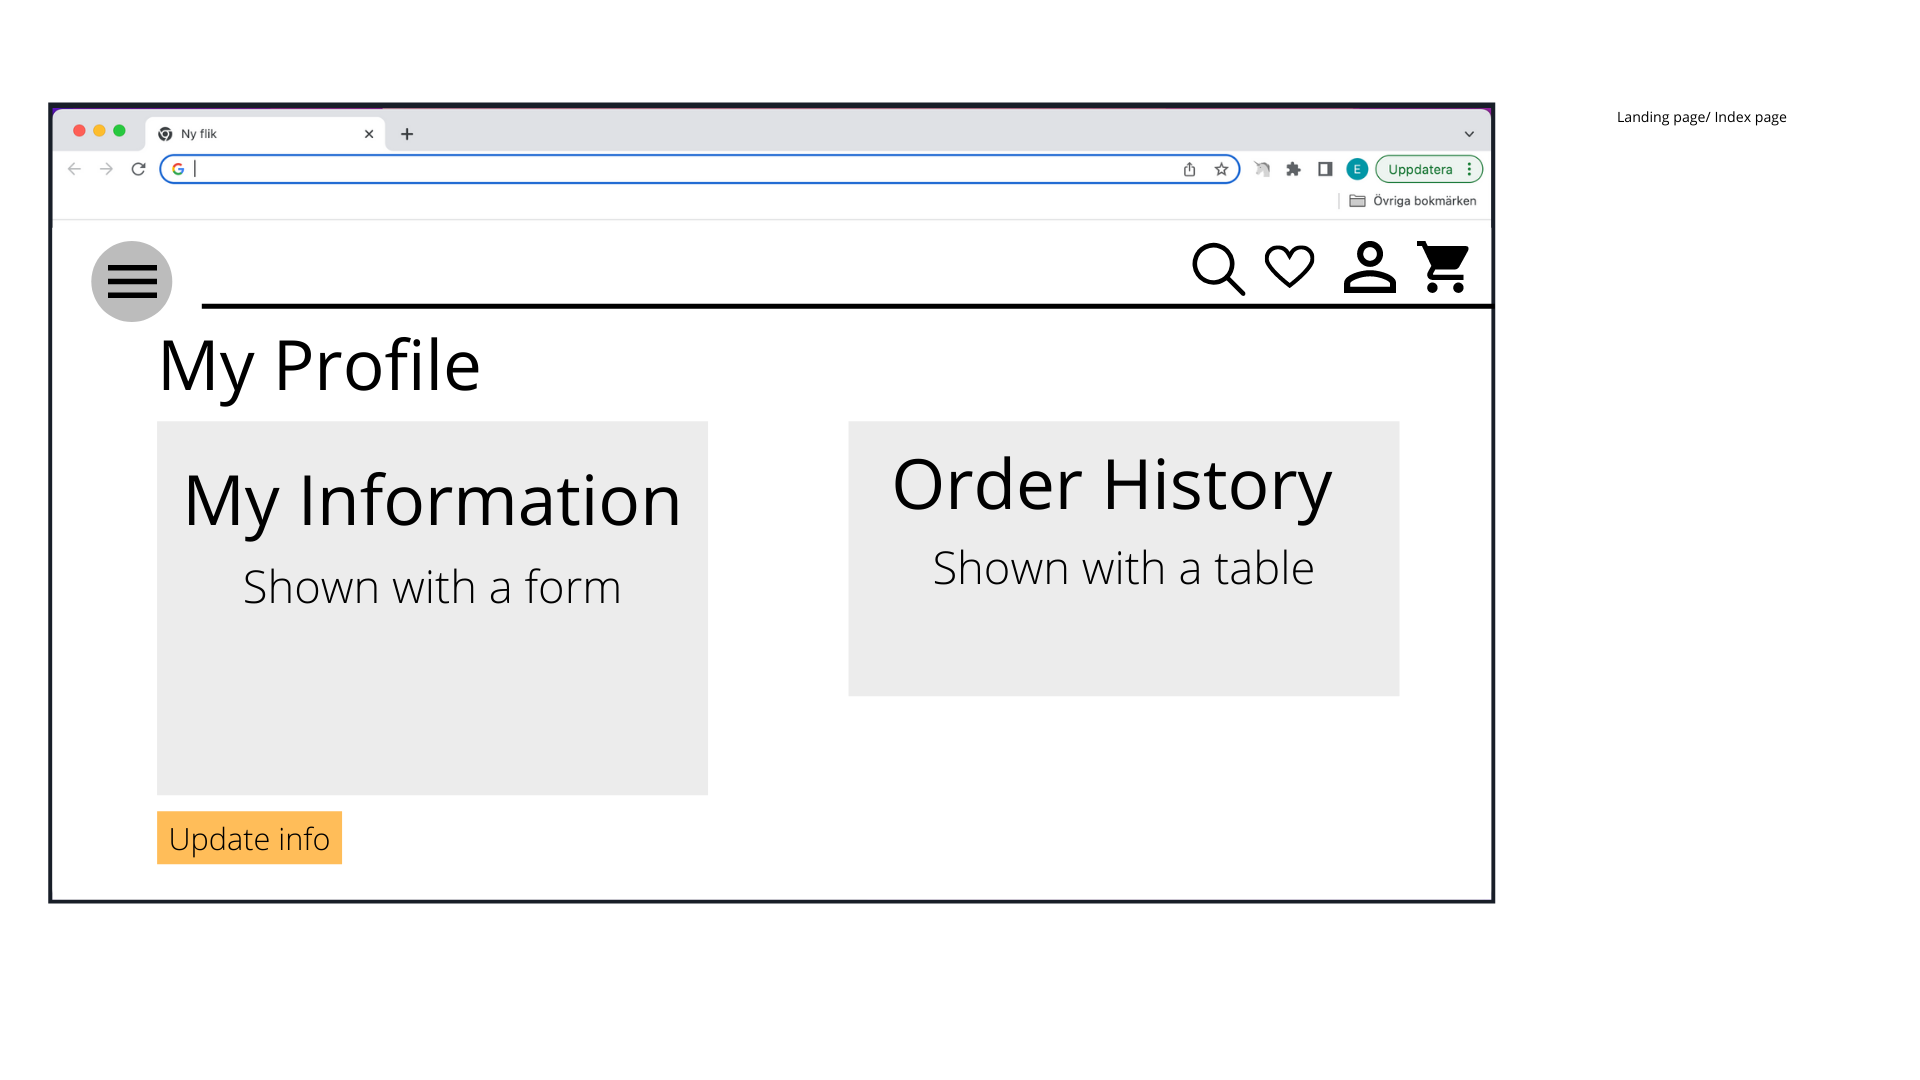 Ny flik
Landing page/ Index page
E
Uppdatera
Övriga bokmärken
My Profile
My Information
Shown with a form
Order History
Shown with a table
Update info